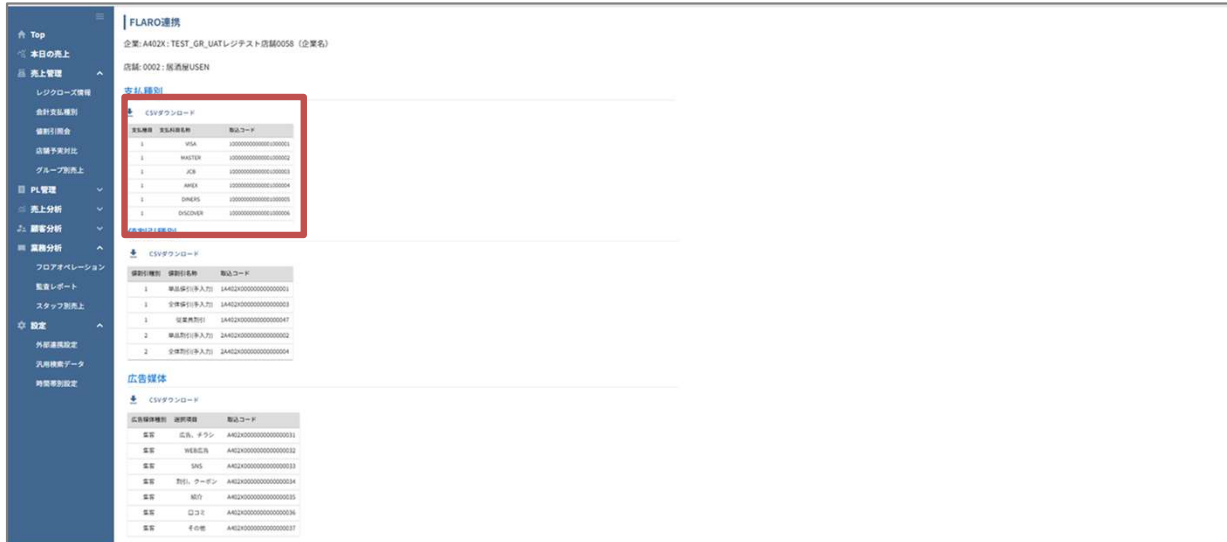 Top
本日の売上
売上管理
レジクローズ情報
会計支払種別
値割引照会
店舗予実対比
グループ別売上
PL管理
売上分析
顧客分析
業務分析
フロアオペレーション
監査レポート
スタッフ別売上
設定
外部連携設定
汎用検索データ
時間帯別設定
FLARO連携
企業: A402X : TEST_GR_UATレジテスト店舗0058（企業名）
店舗: 0002 : 居酒屋USEN
支払種別
CSVダウンロード
支払種目 支払科目名称 取込コード
1 VISA 10000000000001000001
1 MASTER 10000000000001000002
1 JCB 10000000000001000003
1 AMEX 10000000000001000004
1 DINERS 10000000000001000005
1 DISCOVER 10000000000001000006
値割引種別
CSVダウンロード
値割引種別 値割引名称 取込コード
1 単品値引(手入力) 1A402X00000000000001
1 全体値引(手入力) 1A402X00000000000003
1 従業員割引 1A402X00000000000047
2 単品割引(手入力) 2A402X00000000000002
2 全体割引(手入力) 2A402X00000000000004
広告媒体
CSVダウンロード
広告媒体種別 選択項目 取込コード
集客 広告、チラシ A402X000000000000031
集客 WEB広告 A402X000000000000032
集客 SNS A402X000000000000033
集客 割引、クーポン A402X000000000000034
集客 紹介 A402X000000000000035
集客 口コミ A402X000000000000036
集客 その他 A402X000000000000037